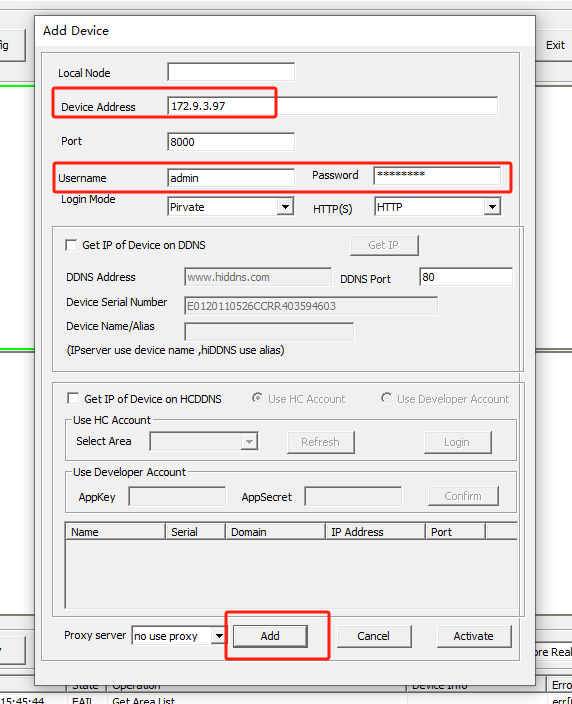 Add Device
ig
Exit
Local Node
Device Address 172.9.3.97
Port 8000
Username admin Password ********
Login Mode Pirvate HTTP(S) HTTP
Get IP of Device on DDNS Get IP
DDNS Address www.hiddns.com DDNS Port 80
Device Serial Number E0120110526CCRR403594603
Device Name/Alias
(IPserver use device name ,hiDDNS use alias)
Get IP of Device on HCDDNS Use HC Account Use Developer Account
Use HC Account
Select Area Refresh Login
Use Developer Account
AppKey AppSecret Confirm
Name Serial Domain IP Address Port
Proxy server no use proxy Add Cancel Activate
ore Real
State Operation Device Info Erro
15:45:44 FAIL Get Area List err[